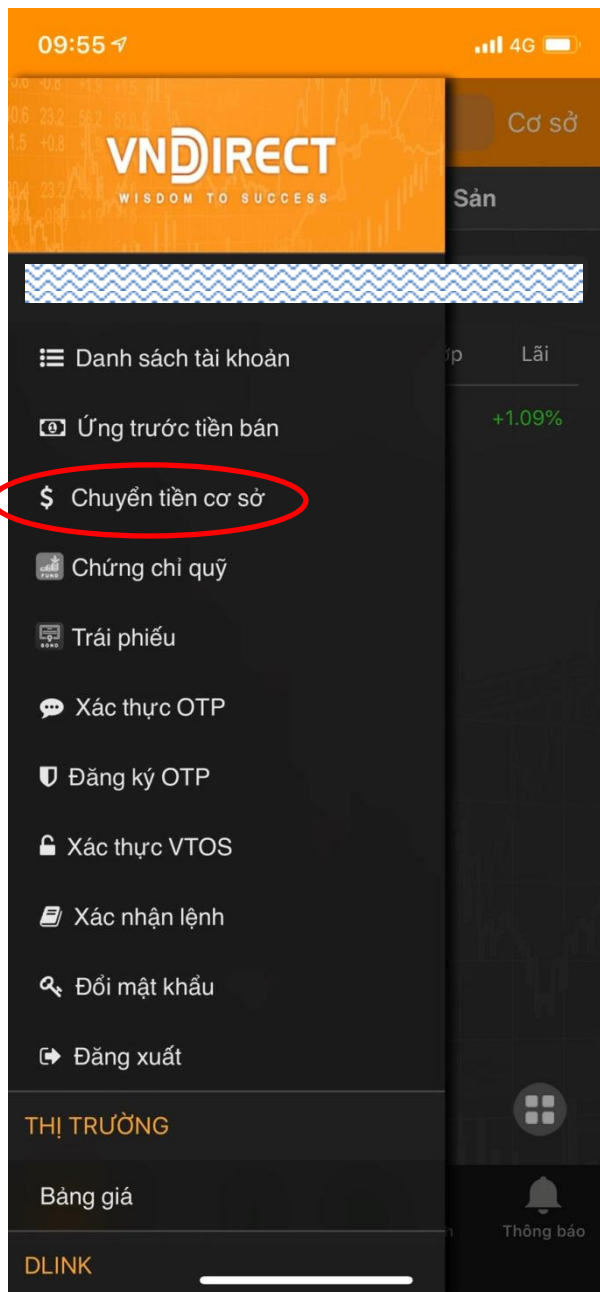 09:55
4G
VNDIRECT
WISDOM TO SUCCESS
Cơ sở
Sản
Lãi
+1.09%
Danh sách tài khoản
Ứng trước tiền bán
$ Chuyển tiền cơ sở
FUND
Chứng chỉ quỹ
BOND
Trái phiếu
Xác thực OTP
Đăng ký OTP
Xác thực VTOS
Xác nhận lệnh
Đổi mật khẩu
Đăng xuất
THỊ TRƯỜNG
Bảng giá
Thông báo
DLINK